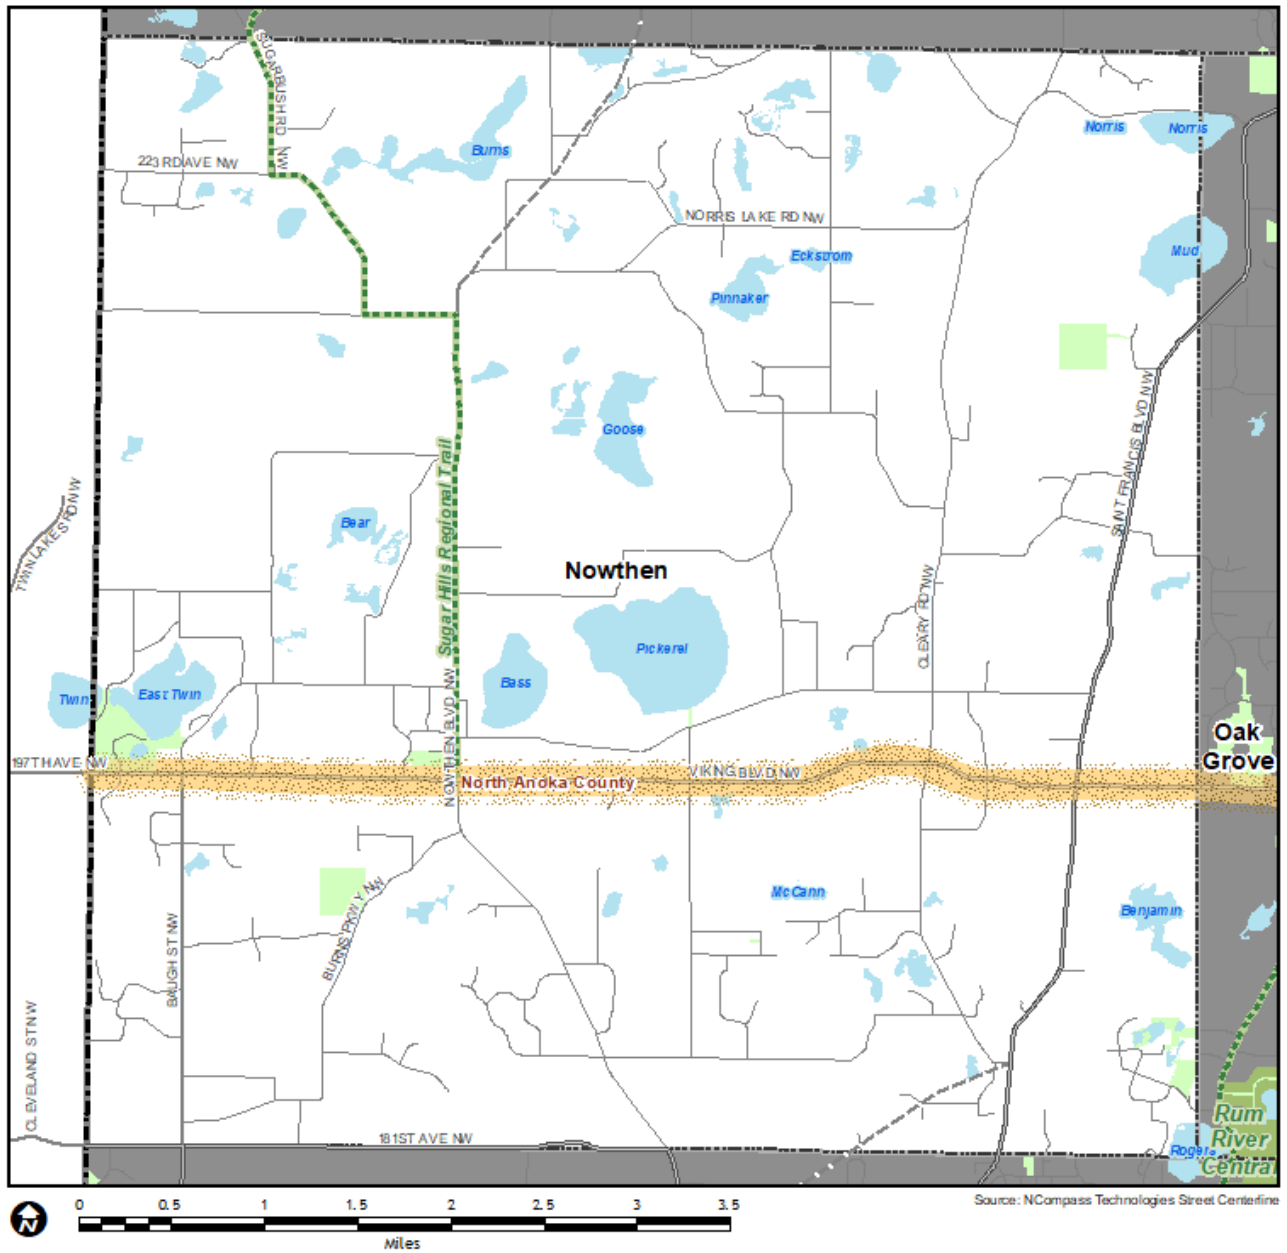 SUGARBUSH RD NW
Burns
Norris
Norris
223RD AVE NW
NORRIS LAKE RD NW
Mud
Eckstrom
Pinnaker
Goose
SAINT FRANCIS BLVD NW
Sugar Hills Regional Trail
TWIN LAKES RD NW
Bear
Nowthen
CLEARY RD NW
Pickerel
Bass
Twin
East Twin
NOWTHEN BLVD NW
Oak
Grove
197TH AVE NW
VIKING BLVD NW
North Anoka County
McCann
Benjamin
BURNS PKWY NW
BAUGH ST NW
CLEVELAND ST NW
Rum
River
Central
181ST AVE NW
Rogers
N
0 0.5 1 1.5 2 2.5 3 3.5
Miles
Source: NCompass Technologies Street Centerline